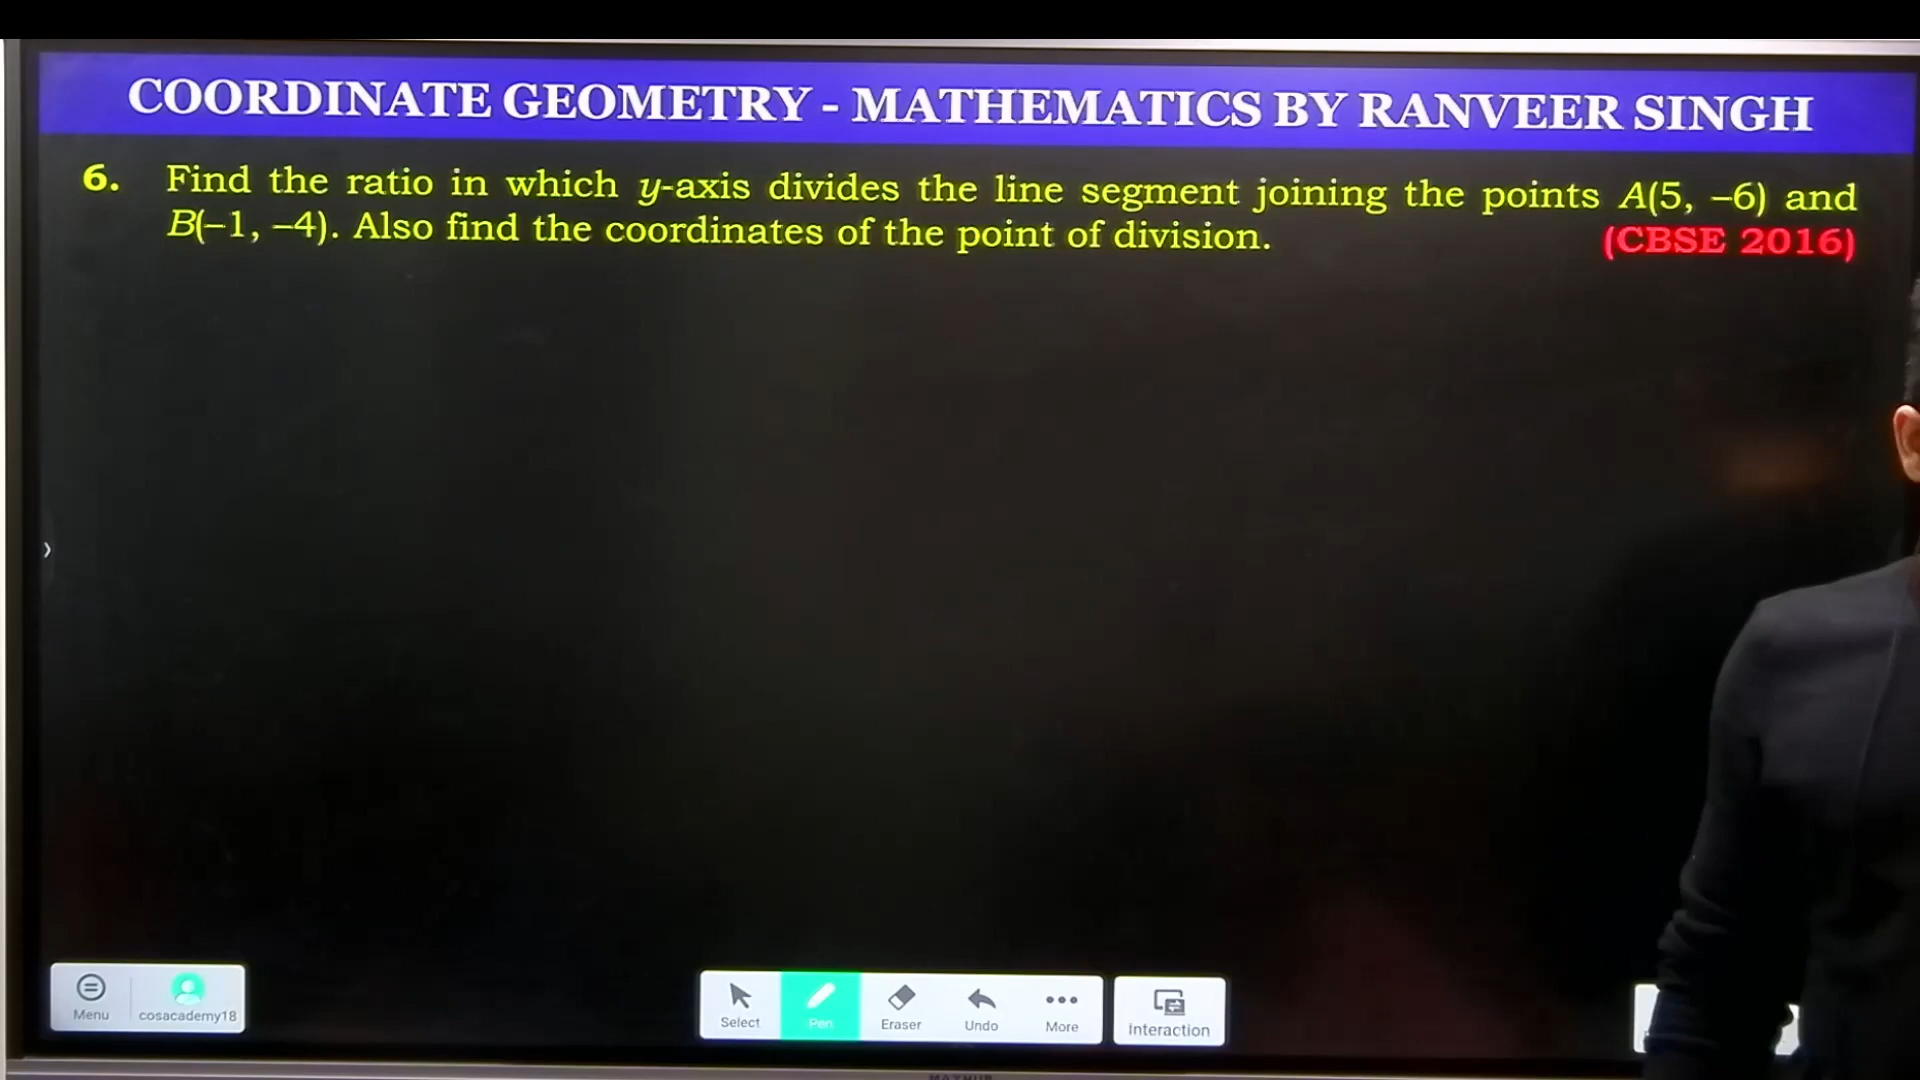 COORDINATE GEOMETRY - MATHEMATICS BY RANVEER SINGH
6. Find the ratio in which y-axis divides the line segment joining the points A(5, –6) and
B(–1, –4). Also find the coordinates of the point of division. (CBSE 2016)
Menu cosacademy18 Select Pen Eraser Undo More Interaction
MAXHUB